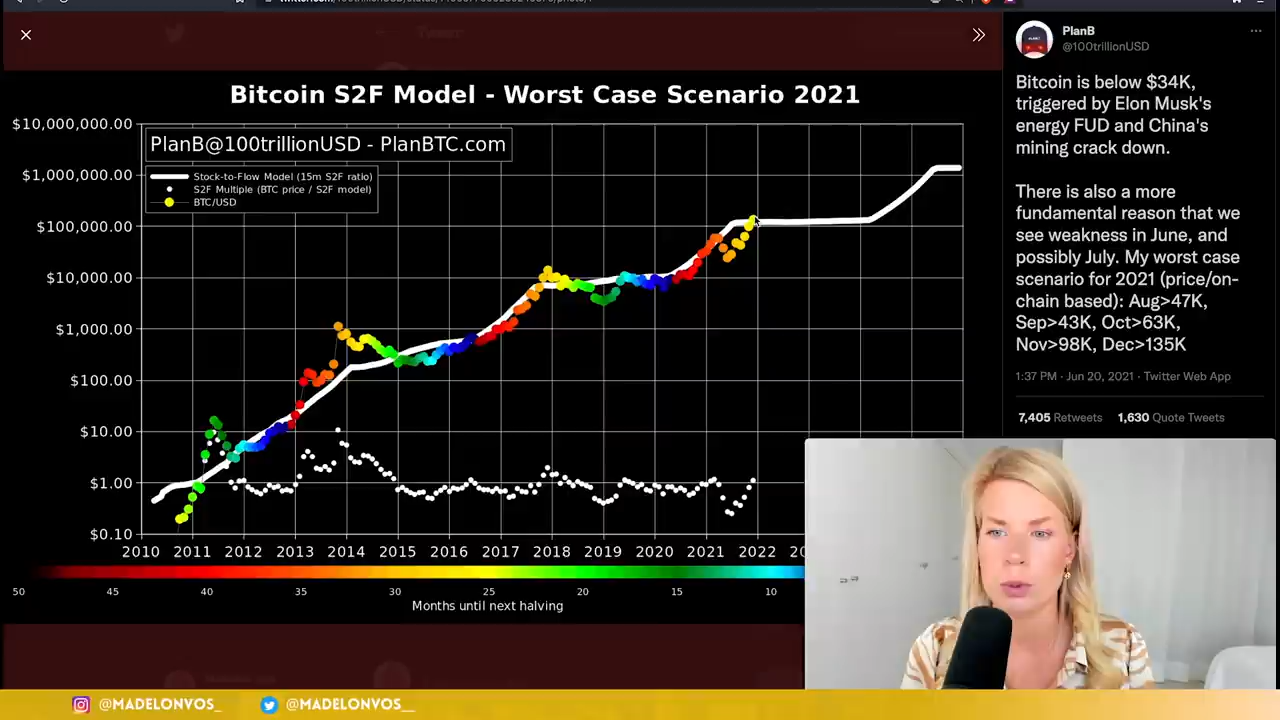 Bitcoin S2F Model - Worst Case Scenario 2021
$10,000,000.00
$1,000,000.00
$100,000.00
$10,000.00
$1,000.00
$100.00
$10.00
$1.00
$0.10
PlanB@100trillionUSD - PlanBTC.com
Stock-to-Flow Model (15m S2F ratio)
S2F Multiple (BTC price / S2F model)
BTC/USD
2010 2011 2012 2013 2014 2015 2016 2017 2018 2019 2020 2021 2022
50 45 40 35 30 25 20 15 10
Months until next halving
PlanB
@100trillionUSD
Bitcoin is below $34K,
triggered by Elon Musk's
energy FUD and China's
mining crack down.
There is also a more
fundamental reason that we
see weakness in June, and
possibly July. My worst case
scenario for 2021 (price/on-
chain based): Aug>47K,
Sep>43K, Oct>63K,
Nov>98K, Dec>135K
1:37 PM · Jun 20, 2021 · Twitter Web App
7,405 Retweets 1,630 Quote Tweets
@MADELONVOS_
@MADELONVOS__